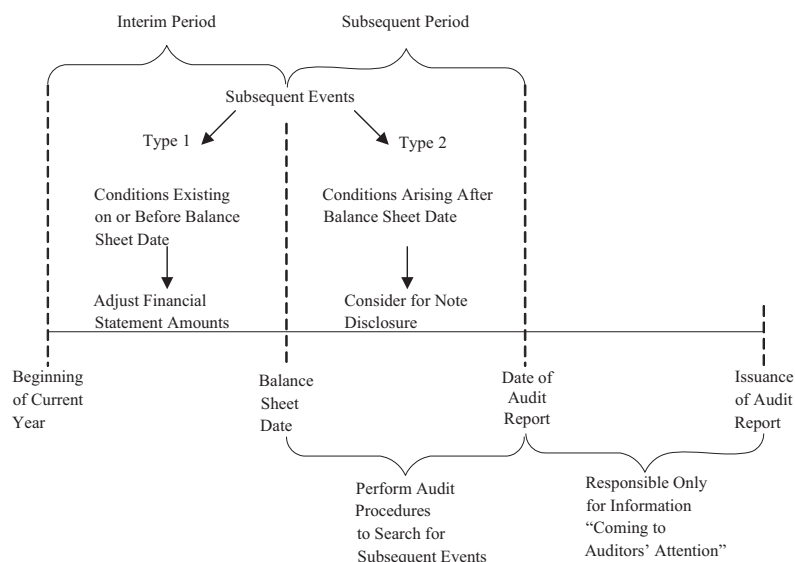 Interim Period
Subsequent Period
Subsequent Events
Type 1
Type 2
Conditions Existing
on or Before Balance
Sheet Date
Conditions Arising After
Balance Sheet Date
Adjust Financial
Statement Amounts
Consider for Note
Disclosure
Beginning
of Current
Year
Balance
Sheet
Date
Date of
Audit
Report
Issuance
of Audit
Report
Perform Audit
Procedures
to Search for
Subsequent Events
Responsible Only
for Information
“Coming to
Auditors’ Attention”